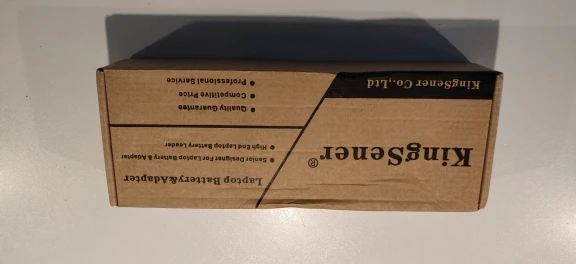 KingSener®
KingSener Co.,Ltd
Laptop Battery&Adapter
● Senior Designer For Laptop Battery & Adapter
● High End Laptop Battery Leader
● Quality Guarantee
● Competitive Price
● Professional Service